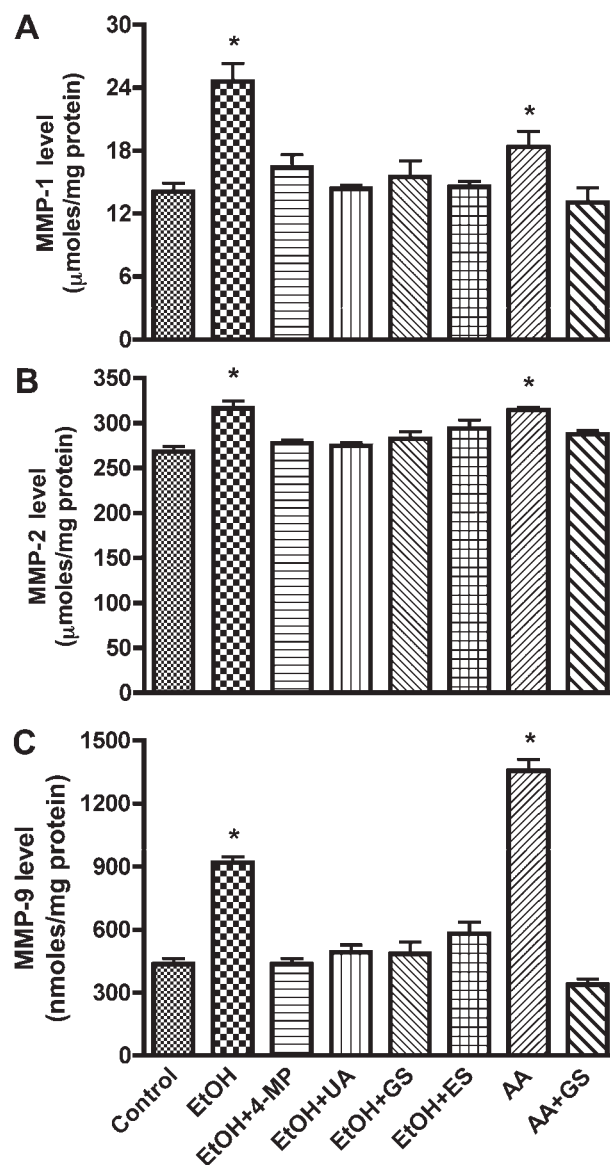 A
MMP-1 level
(μmoles/mg protein)
30
24
18
12
6
0
*
*
B
MMP-2 level
(μmoles/mg protein)
350
300
250
200
150
100
50
0
*
*
C
MMP-9 level
(nmoles/mg protein)
1500
1200
900
600
300
0
*
*
Control
EtOH
EtOH+4-MP
EtOH+UA
EtOH+GS
EtOH+ES
AA
AA+GS